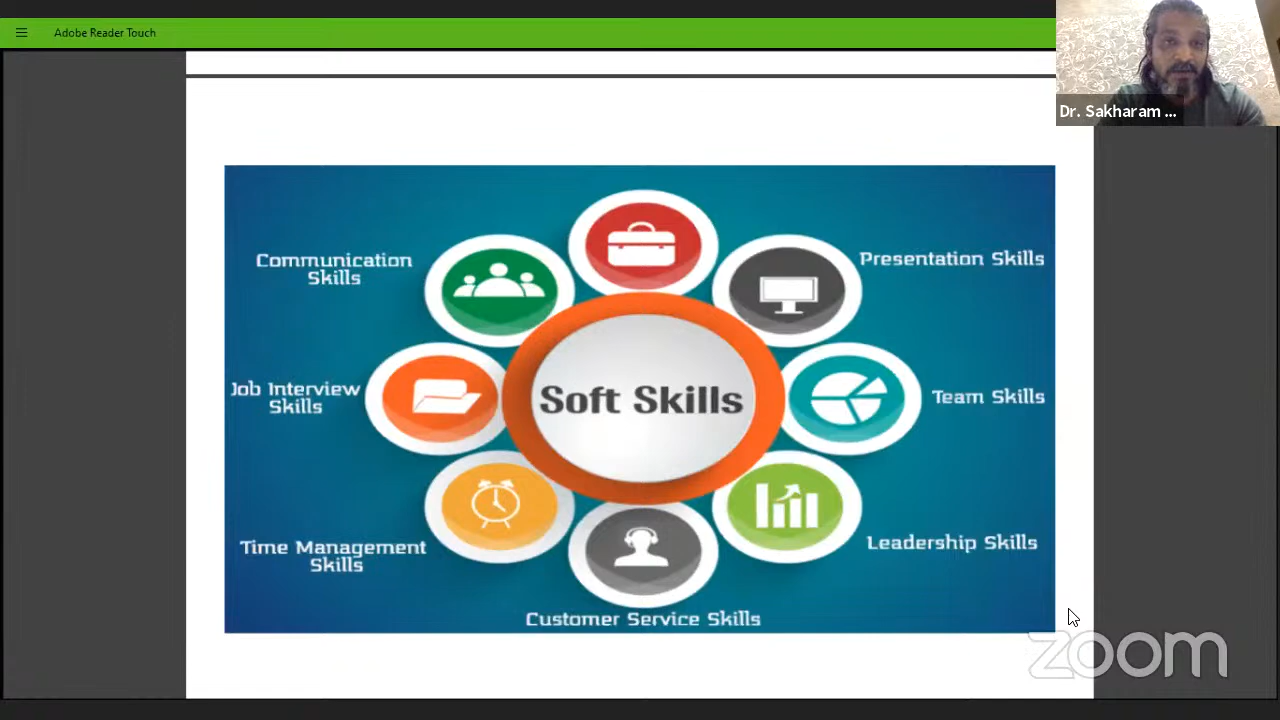 Adobe Reader Touch
Dr. Sakharam ...
Communication
Skills
Presentation Skills
Job Interview
Skills
Soft Skills
Team Skills
Time Management
Skills
Leadership Skills
Customer Service Skills
zoom